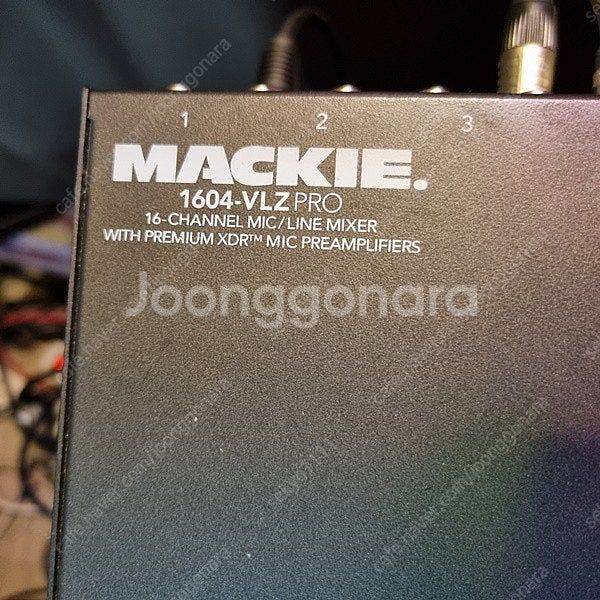 1 2 3
MACKIE.
1604-VLZ PRO
16-CHANNEL MIC/LINE MIXER
WITH PREMIUM XDR™ MIC PREAMPLIFIERS
Joonggonara